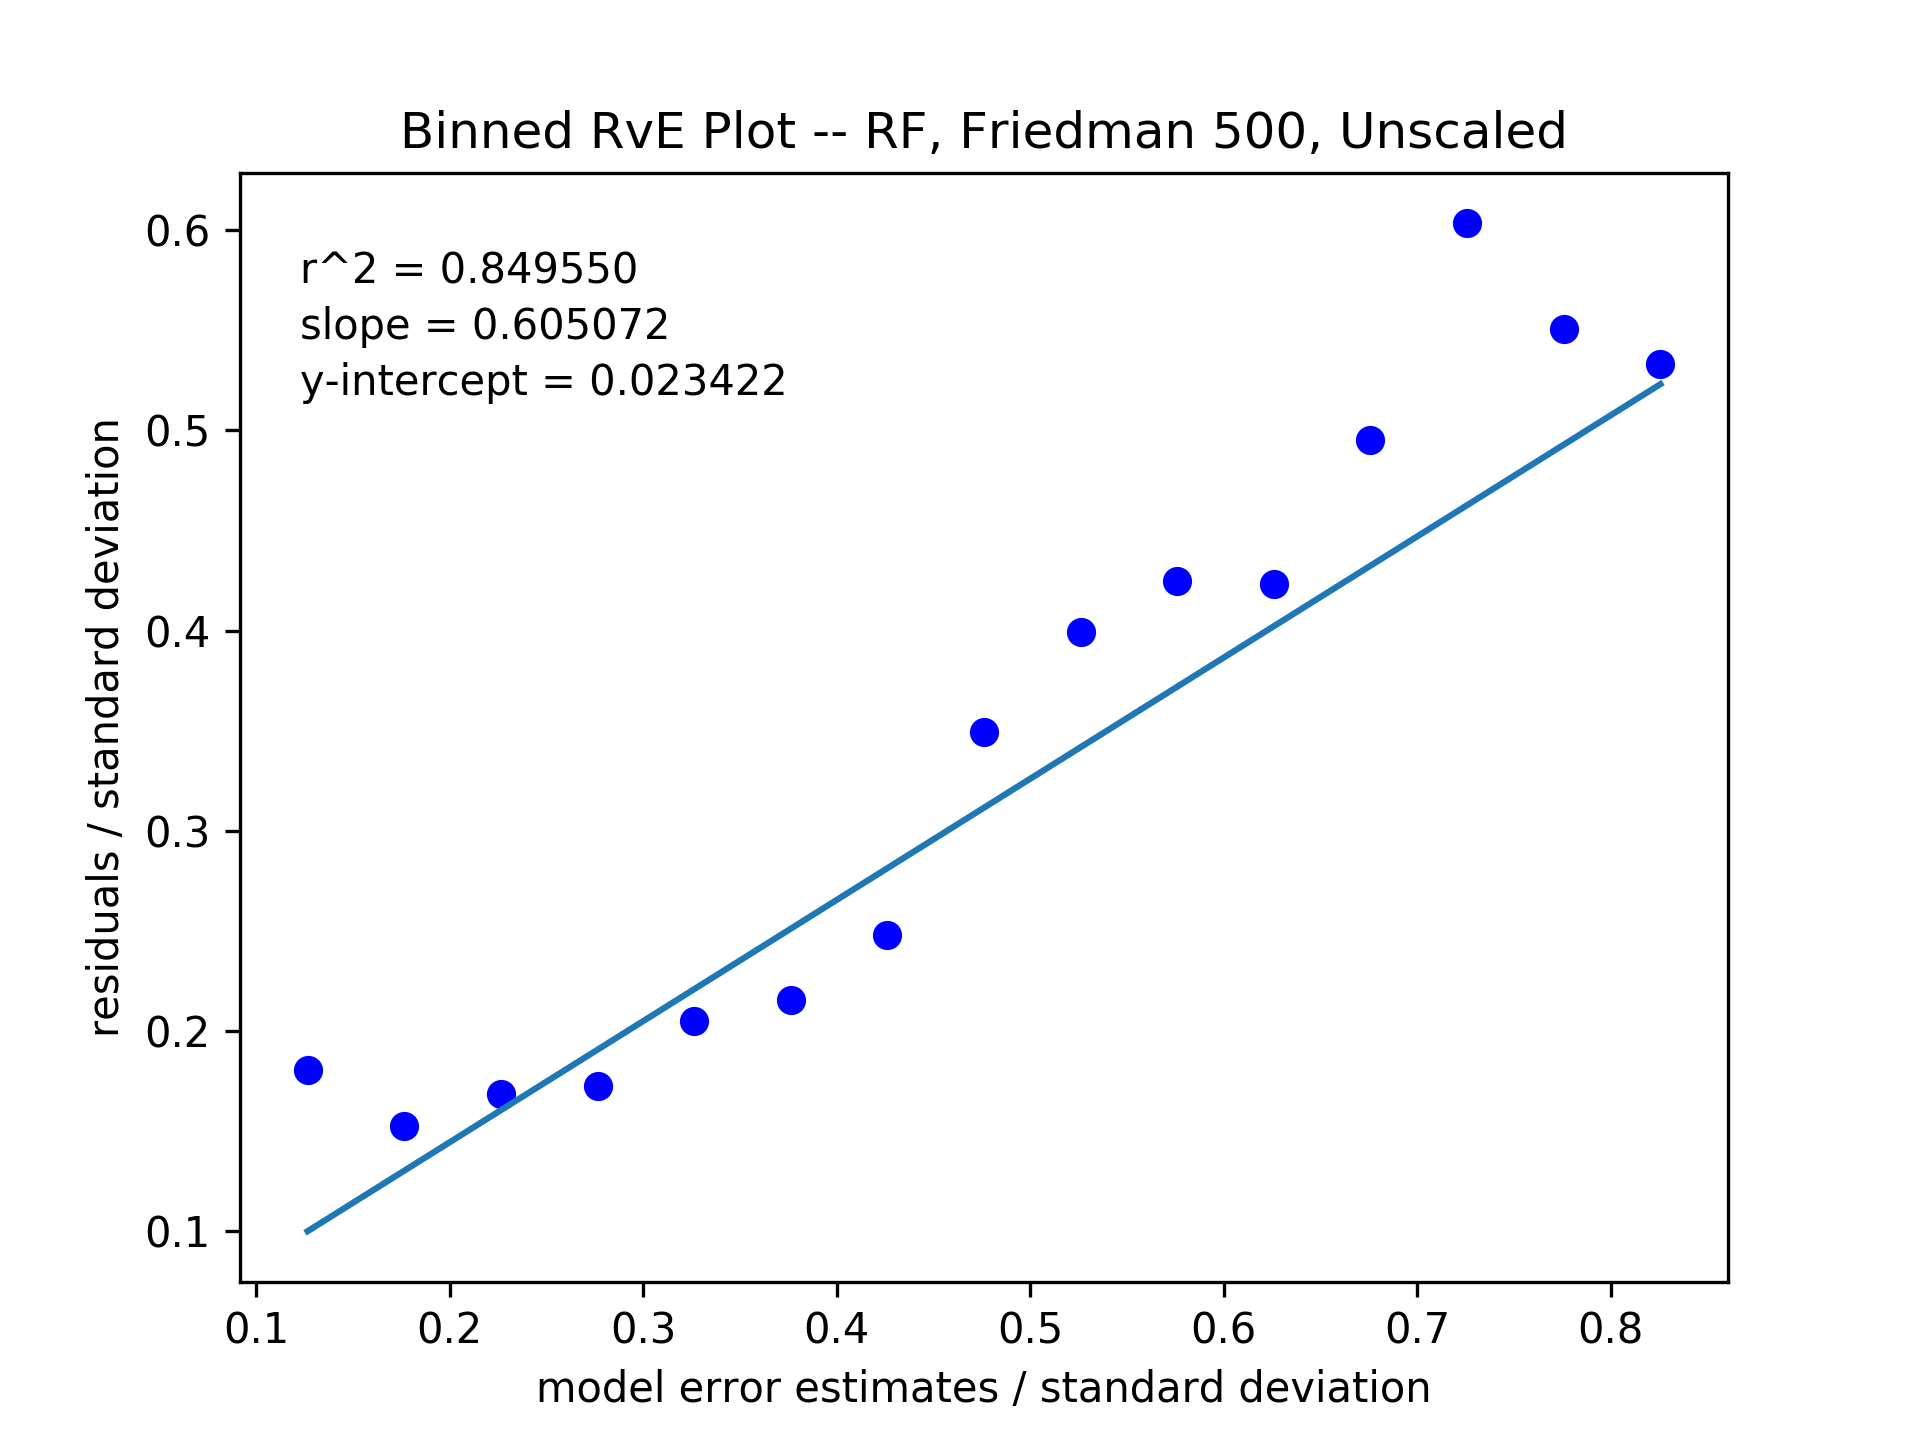 Binned RvE Plot -- RF, Friedman 500, Unscaled
r^2 = 0.849550
slope = 0.605072
y-intercept = 0.023422
residuals / standard deviation
0.6
0.5
0.4
0.3
0.2
0.1
0.1 0.2 0.3 0.4 0.5 0.6 0.7 0.8
model error estimates / standard deviation